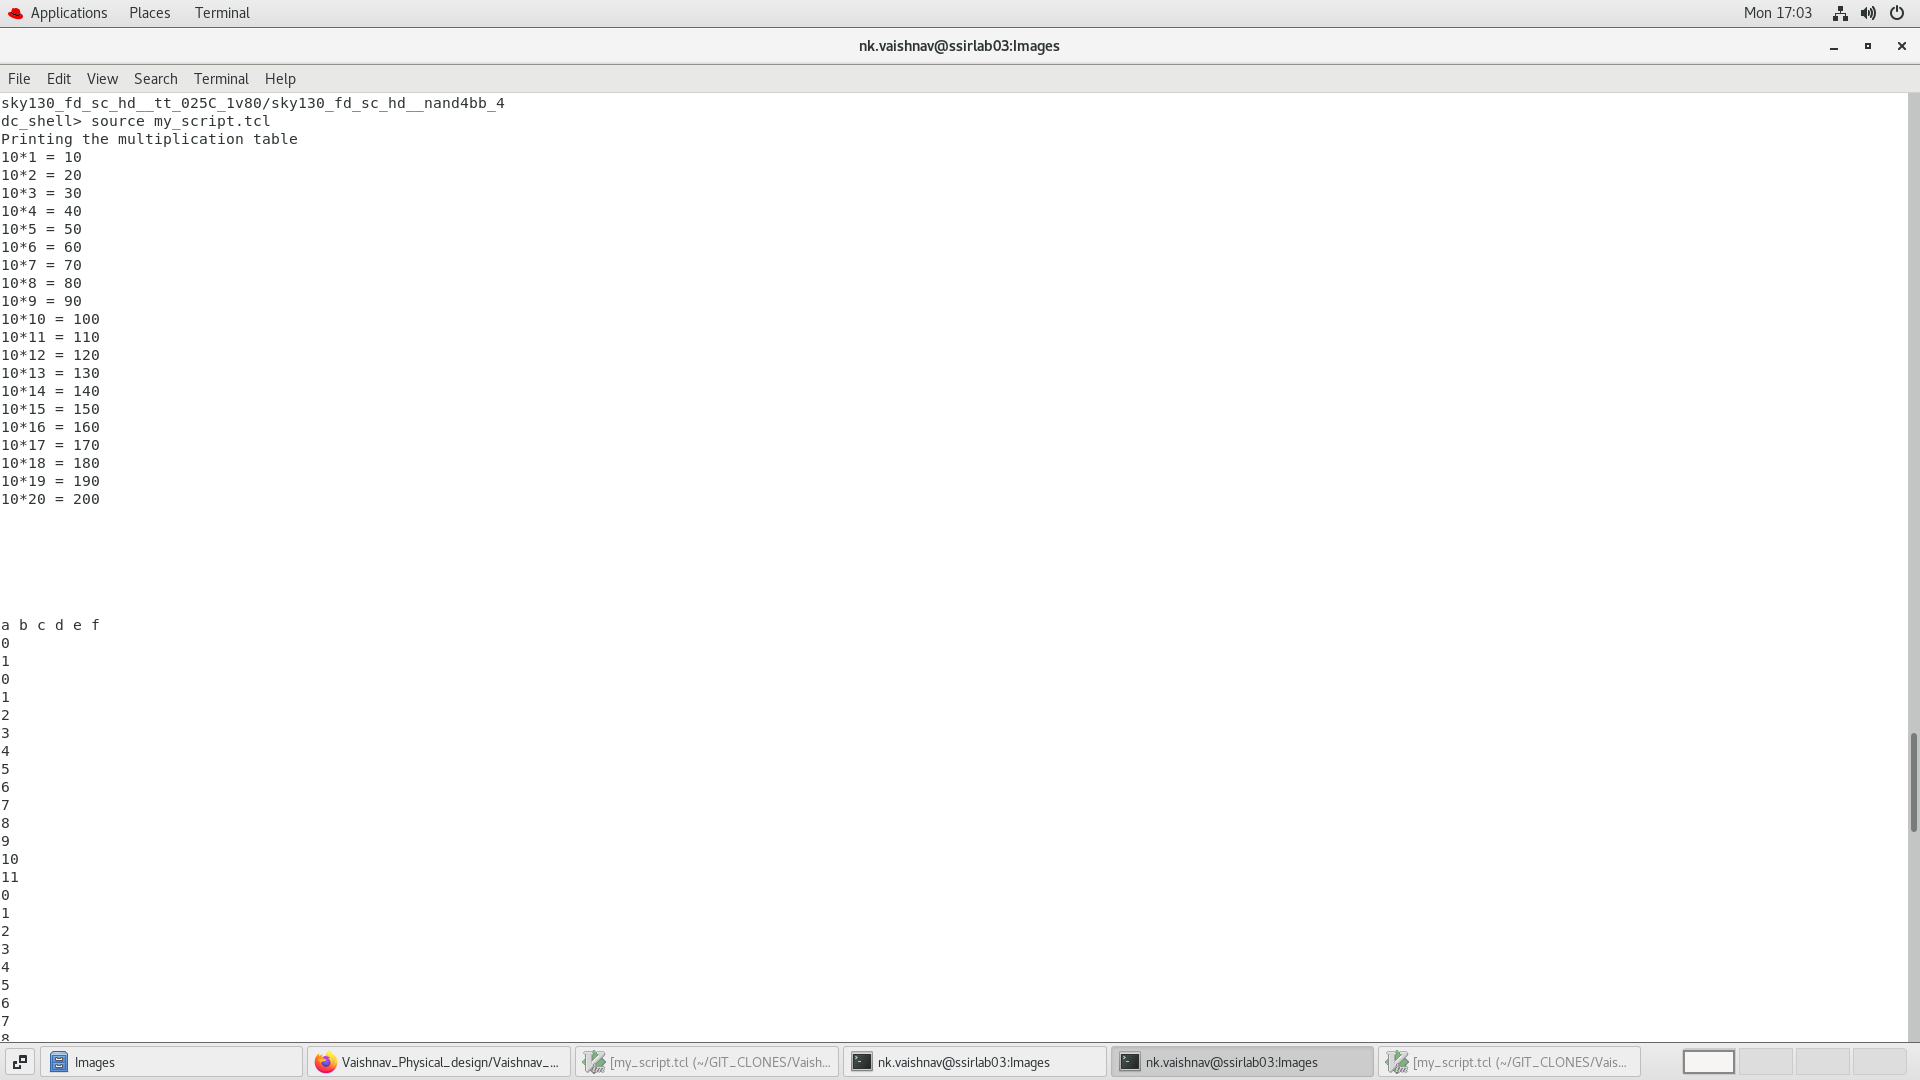 Applications Places Terminal Mon 17:03
nk.vaishnav@ssirlab03:Images
File Edit View Search Terminal Help
sky130_fd_sc_hd__tt_025C_1v80/sky130_fd_sc_hd__nand4bb_4
dc_shell> source my_script.tcl
Printing the multiplication table
10*1 = 10
10*2 = 20
10*3 = 30
10*4 = 40
10*5 = 50
10*6 = 60
10*7 = 70
10*8 = 80
10*9 = 90
10*10 = 100
10*11 = 110
10*12 = 120
10*13 = 130
10*14 = 140
10*15 = 150
10*16 = 160
10*17 = 170
10*18 = 180
10*19 = 190
10*20 = 200
a b c d e f
0
1
0
1
2
3
4
5
6
7
8
9
10
11
0
1
2
3
4
5
6
7
8
Images Vaishnav_Physical_design/Vaishnav_... [my_script.tcl (~/GIT_CLONES/Vaish... nk.vaishnav@ssirlab03:Images nk.vaishnav@ssirlab03:Images [my_script.tcl (~/GIT_CLONES/Vais...